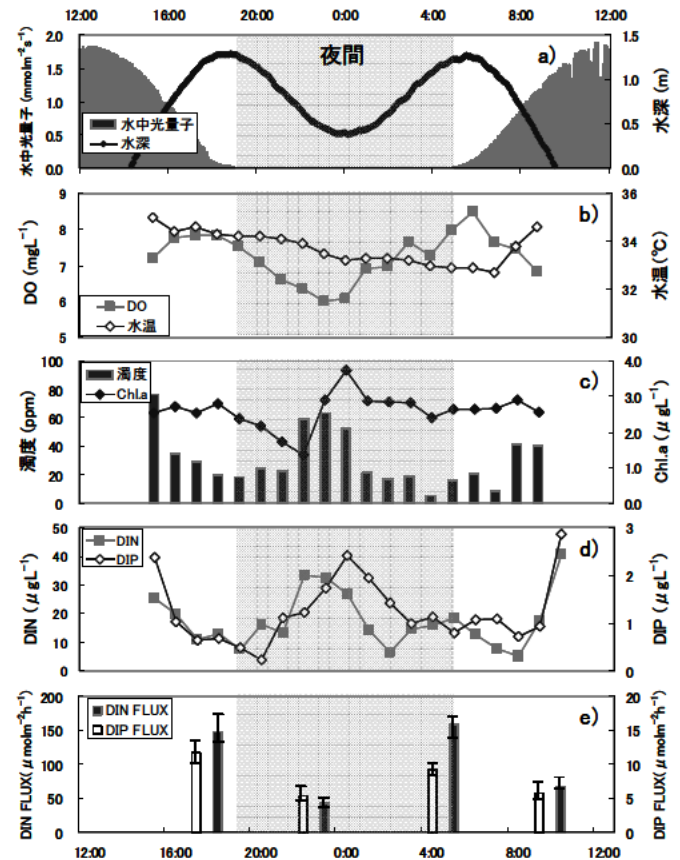 12:00 16:00 20:00 0:00 4:00 8:00 12:00
2.0 1.5 1.0 0.5 0.0
水中光量子 (mmolm⁻²s⁻¹)
夜間
a)
水中光量子
水深
1.5 1.0 0.5 0.0
水深 (m)
9 8 7 6 5
DO (mgL⁻¹)
b)
DO
水温
36 34 32 30
水温 (℃)
100 80 60 40 20 0
濁度 (ppm)
濁度
Chl.a
c)
4.0 3.0 2.0 1.0 0.0
Chl.a (μgL⁻¹)
50 40 30 20 10 0
DIN (μgL⁻¹)
DIN
DIP
d)
3 2 1 0
DIP (μgL⁻¹)
200 150 100 50 0
DIN FLUX(μmolm⁻²h⁻¹)
DIN FLUX
DIP FLUX
e)
20 15 10 5 0
DIP FLUX(μmolm⁻²h⁻¹)
12:00 16:00 20:00 0:00 4:00 8:00 12:00